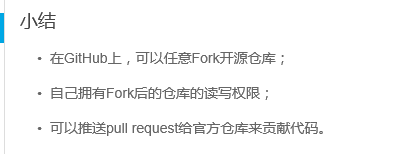 小结
• 在GitHub上，可以任意Fork开源仓库；
• 自己拥有Fork后的仓库的读写权限；
• 可以推送pull request给官方仓库来贡献代码。